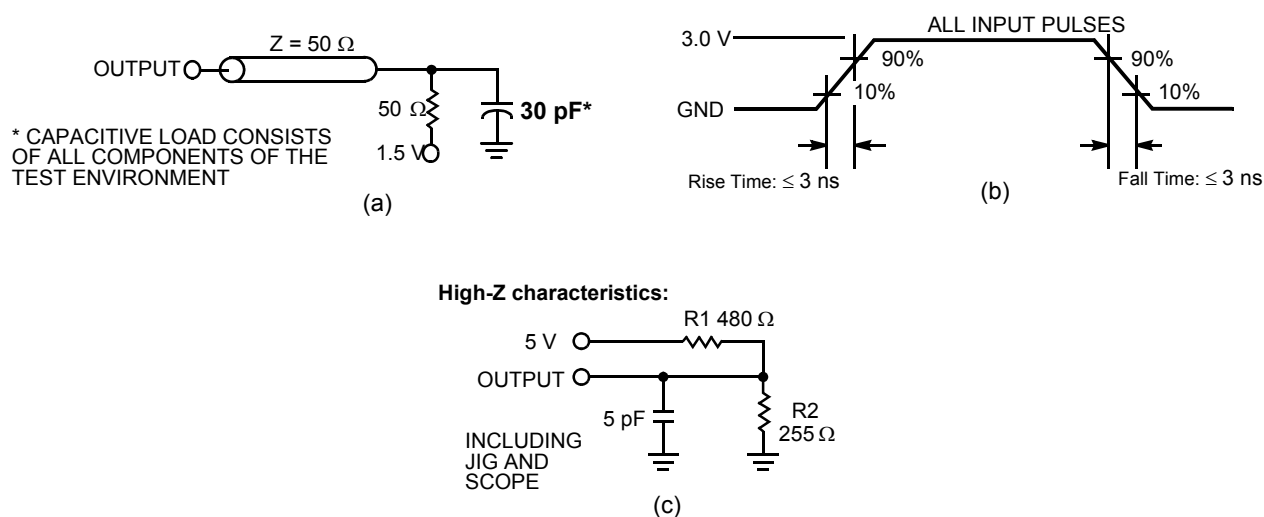 Z = 50 Ω
OUTPUT
50 Ω
30 pF*
1.5 V
* CAPACITIVE LOAD CONSISTS
OF ALL COMPONENTS OF THE
TEST ENVIRONMENT
(a)
ALL INPUT PULSES
3.0 V
90%
90%
10%
10%
GND
Rise Time: ≤ 3 ns
Fall Time: ≤ 3 ns
(b)
High-Z characteristics:
R1 480 Ω
5 V
OUTPUT
5 pF
R2
255 Ω
INCLUDING
JIG AND
SCOPE
(c)